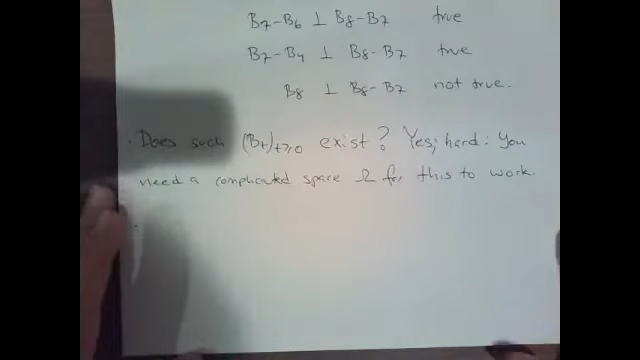 B7-B6 ⊥ B8-B7 true
B7-B4 ⊥ B8-B7 true
B8 ⊥ B8-B7 not true.
· Does such (Bt)t≥0 exist? Yes; hard: You
need a complicated space Ω for this to work.